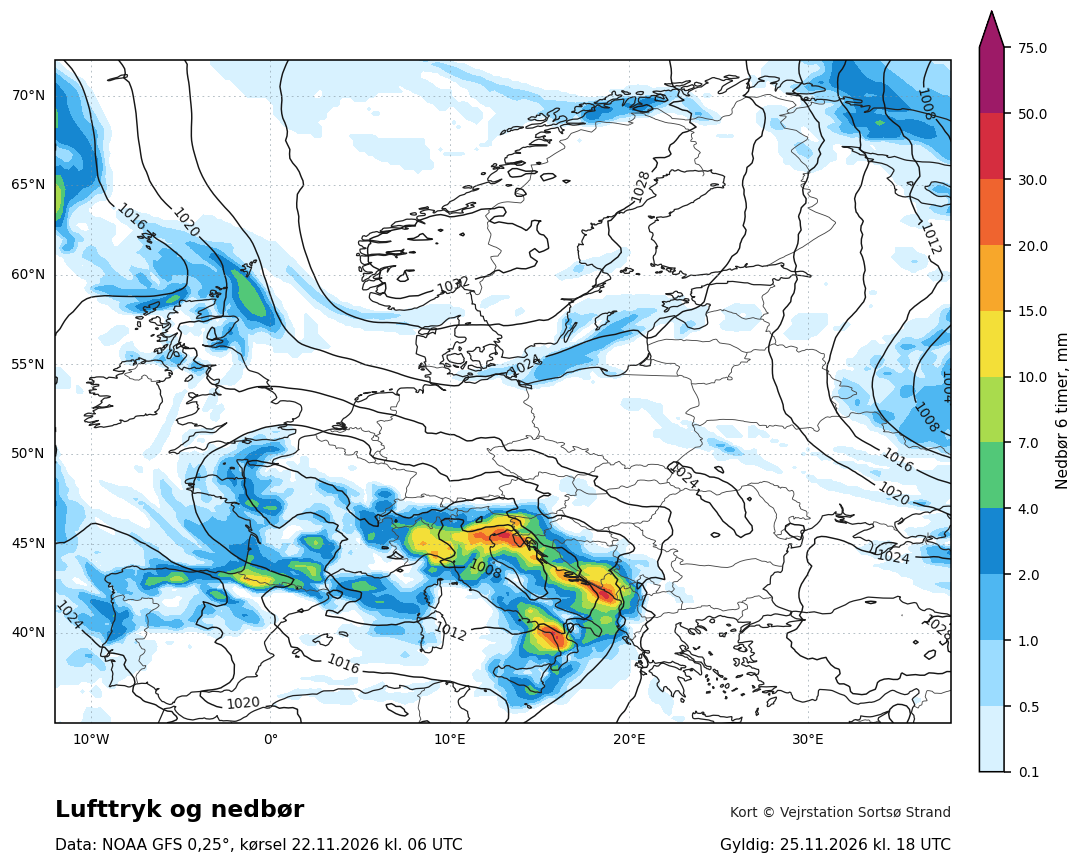 75.0
50.0
30.0
20.0
15.0
10.0
7.0
4.0
2.0
1.0
0.5
0.1
Nedbør 6 timer, mm
70°N
65°N
60°N
55°N
50°N
45°N
40°N
10°W
0°
10°E
20°E
30°E
1008
1016
1020
1028
1012
1032
1024
1004
1008
1016
1024
1020
1024
1008
1024
1012
1028
1016
1020
Lufttryk og nedbør
Kort © Vejrstation Sortsø Strand
Data: NOAA GFS 0,25°, kørsel 22.11.2026 kl. 06 UTC
Gyldig: 25.11.2026 kl. 18 UTC